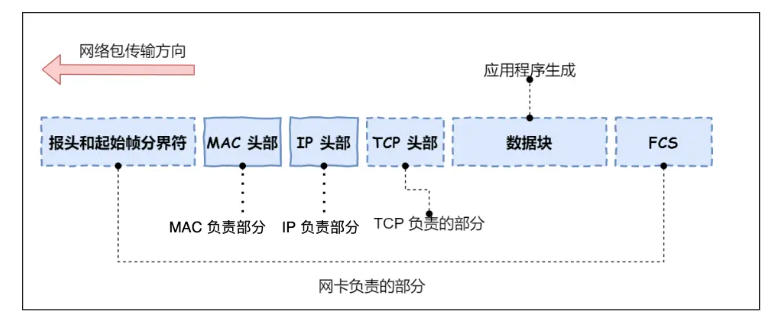 网络包传输方向
应用程序生成
报头和起始帧分界符
MAC 头部
IP 头部
TCP 头部
数据块
FCS
MAC 负责部分
IP 负责部分
TCP 负责的部分
网卡负责的部分